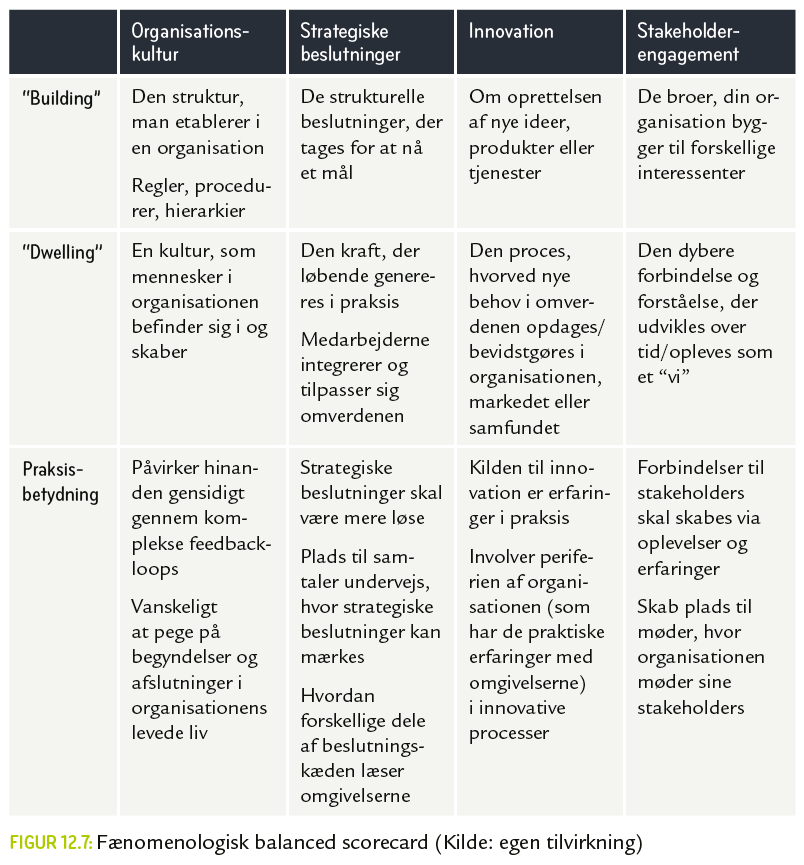 Organisations-
kultur
Strategiske
beslutninger
Innovation
Stakeholder-
engagement
"Building"
Den struktur,
man etablerer i
en organisation
Regler, procedu-
rer, hierarkier
De strukturelle
beslutninger, der
tages for at nå
et mål
Om oprettelsen
af nye ideer,
produkter eller
tjenester
De broer, din or-
ganisation byg-
ger til forskellige
interessenter
"Dwelling"
En kultur, som
mennesker i
organisationen
befinder sig i og
skaber
Den kraft, der
løbende genere-
res i praksis
Medarbejderne
integrerer og
tilpasser sig
omverdenen
Den proces,
hvorved nye
behov i omver-
denen opdages/
bevidstgøres i
organisationen,
markedet eller
samfundet
Den dybere
forbindelse og
forståelse, der
udvikles over
tid/opleves som
et “vi”
Praksis-
betydning
Påvirker hinan-
den gensidigt
gennem kom-
plekse feedback-
loops
Vanskeligt
at pege på
begyndelser og
afslutninger i
organisationens
levede liv
Strategiske
beslutninger skal
være mere løse
Plads til sam-
taler undervejs,
hvor strategiske
beslutninger kan
mærkes
Hvordan
forskellige dele
af beslutnings-
kæden læser
omgivelserne
Kilden til inno-
vation er erfarin-
ger i praksis
Involver perife-
rien af organi-
sationen (som
har de praktiske
erfaringer med
omgivelserne)
i innovative
processer
Forbindelser til
stakeholders
skal skabes via
oplevelser og
erfaringer
Skab plads til
møder, hvor
organisationen
møder sine
stakeholders
FIGUR 12.7: Fænomenologisk balanced scorecard (Kilde: egen tilvirkning)